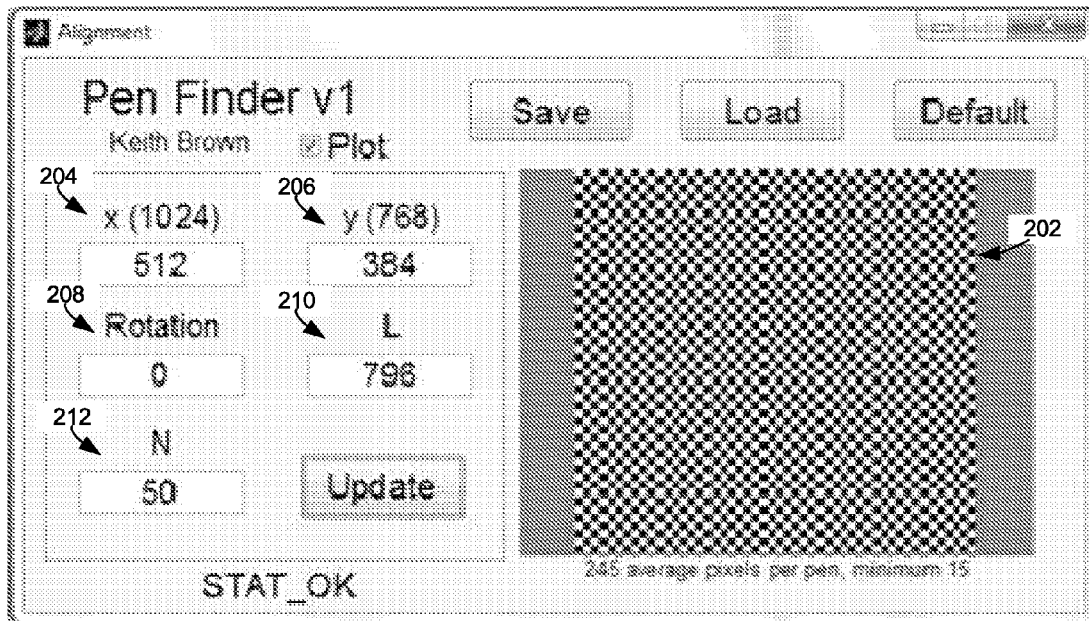 Alignment
Pen Finder v1
Keith Brown
Plot
Save
Load
Default
204
x (1024)
512
206
y (768)
384
208
Rotation
0
210
L
796
212
N
50
Update
202
245 average pixels per pen, minimum 15
STAT_OK